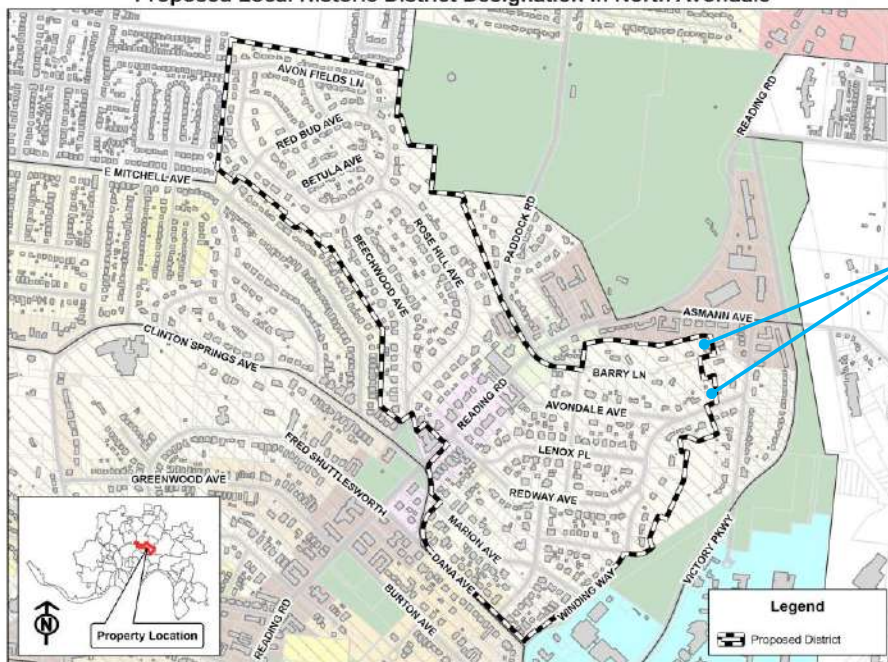 Proposed Local Historic District Designation in North Avondale
READING RD
AVON FIELDS LN
RED BUD AVE
BETULA AVE
E MITCHELL AVE
PADDOCK RD
ROSE HILL AVE
BEECHWOOD AVE
ASMANN AVE
CLINTON SPRINGS AVE
BARRY LN
READING RD
AVONDALE AVE
LENOX PL
FRED SHUTTLESWORTH
GREENWOOD AVE
REDWAY AVE
MARION AVE
DANA AVE
VICTORY PKWY
WINDING WAY
BURTON AVE
READING RD
N
Property Location
Legend
Proposed District